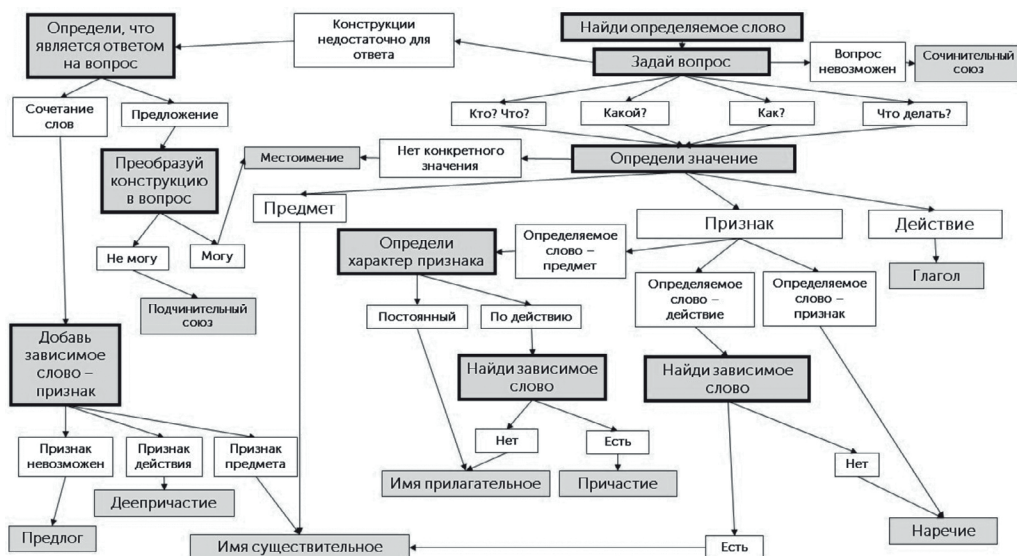 Определи, что
является ответом
на вопрос
Конструкции
недостаточно для
ответа
Найди определяемое слово
Задай вопрос
Вопрос
невозможен
Сочинительный
союз
Сочетание
слов
Предложение
Кто? Что?
Какой?
Как?
Что делать?
Преобразуй
конструкцию
в вопрос
Местоимение
Нет конкретного
значения
Определи значение
Предмет
Признак
Действие
Не могу
Могу
Определи
характер признака
Определяемое
слово –
предмет
Глагол
Подчинительный
союз
Постоянный
По действию
Определяемое
слово –
действие
Определяемое
слово –
признак
Добавь
зависимое
слово –
признак
Найди зависимое
слово
Найди зависимое
слово
Признак
невозможен
Признак
действия
Признак
предмета
Нет
Есть
Нет
Деепричастие
Имя прилагательное
Причастие
Предлог
Имя существительное
Есть
Наречие